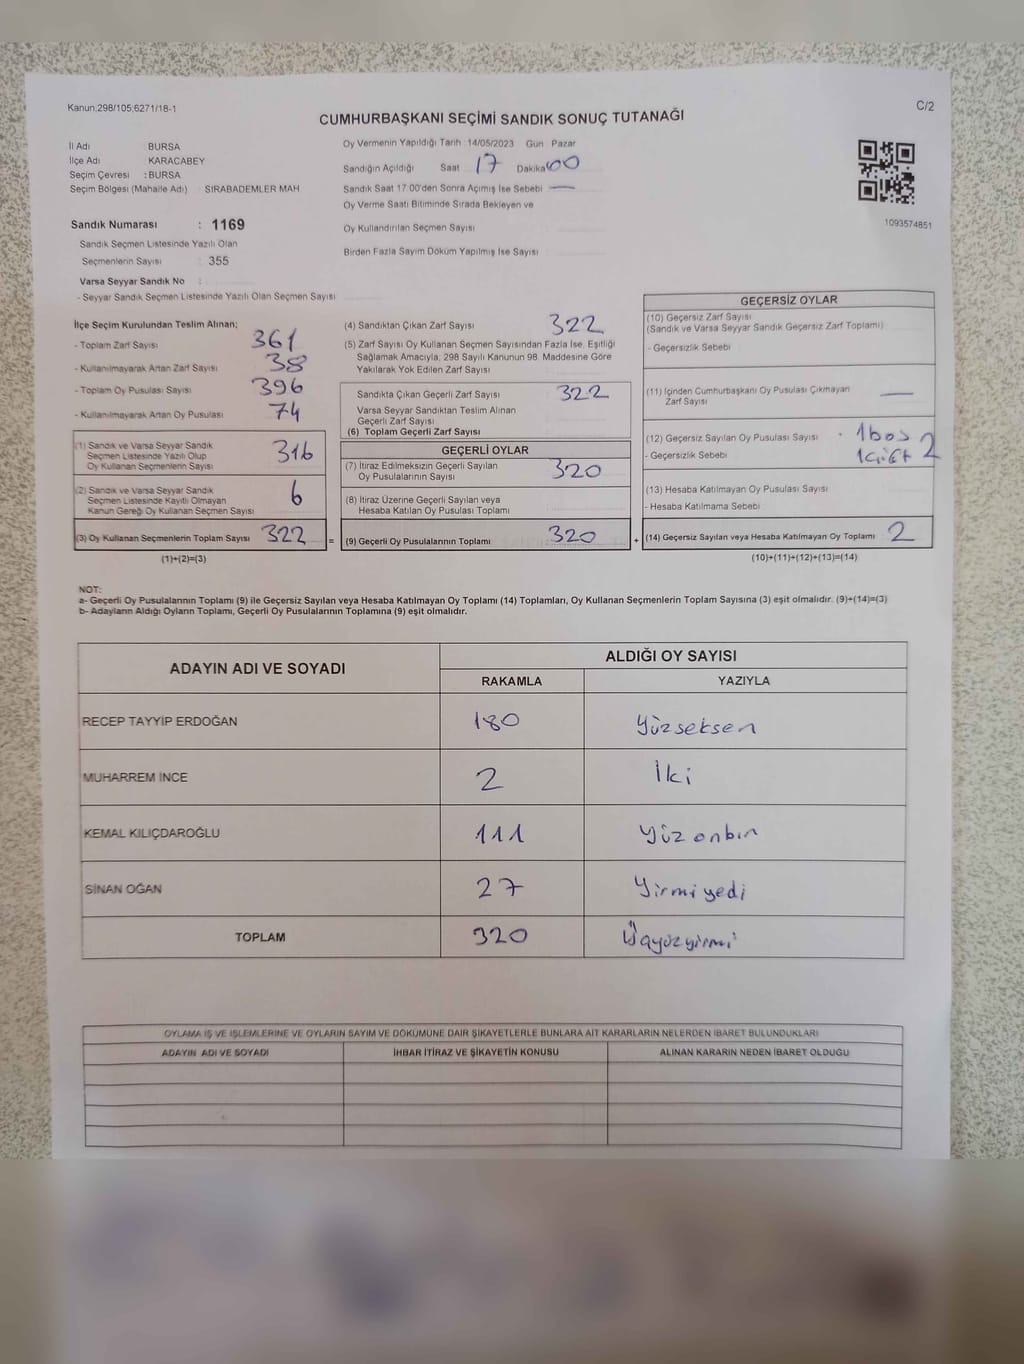 Kanun:298/105;6271/18-1
C/2
CUMHURBAŞKANI SEÇİMİ SANDIK SONUÇ TUTANAĞI
İl Adı BURSA
İlçe Adı KARACABEY
Seçim Çevresi : BURSA
Seçim Bölgesi (Mahalle Adı) SIRABADEMLER MAH
Sandık Numarası : 1169
Sandık Seçmen Listesinde Yazılı Olan
Seçmenlerin Sayısı 355
Varsa Seyyar Sandık No :
- Seyyar Sandık Seçmen Listesinde Yazılı Olan Seçmen Sayısı
Oy Vermenin Yapıldığı Tarih :14/05/2023 Gün Pazar
Sandığın Açıldığı Saat 17 Dakika 00
Sandık Saat 17:00'den Sonra Açımış İse Sebebi —
Oy Verme Saati Bitiminde Sırada Bekleyen ve
Oy Kullandırılan Seçmen Sayısı
Birden Fazla Sayım Döküm Yapılmış İse Sayısı
1093574851
İlçe Seçim Kurulundan Teslim Alınan;
- Toplam Zarf Sayısı 361
- Kullanılmayarak Artan Zarf Sayısı 38
- Toplam Oy Pusulası Sayısı 396
- Kullanılmayarak Artan Oy Pusulası 74
(1) Sandık ve Varsa Seyyar Sandık
Seçmen Listesinde Yazılı Olup
Oy Kullanan Seçmenlerin Sayısı 316
(2) Sandık ve Varsa Seyyar Sandık
Seçmen Listesinde Kayıtlı Olmayan
Kanun Gereği Oy Kullanan Seçmen Sayısı 6
(3) Oy Kullanan Seçmenlerin Toplam Sayısı 322 =
(1)+(2)=(3)
(4) Sandıktan Çıkan Zarf Sayısı 322
(5) Zarf Sayısı Oy Kullanan Seçmen Sayısından Fazla İse, Eşitliği
Sağlamak Amacıyla, 298 Sayılı Kanunun 98. Maddesine Göre
Yakılarak Yok Edilen Zarf Sayısı
Sandıkta Çıkan Geçerli Zarf Sayısı 322
Varsa Seyyar Sandıktan Teslim Alınan
Geçerli Zarf Sayısı
(6) Toplam Geçerli Zarf Sayısı
GEÇERLİ OYLAR
(7) İtiraz Edilmeksizin Geçerli Sayılan
Oy Pusulalarının Sayısı 320
(8) İtiraz Üzerine Geçerli Sayılan veya
Hesaba Katılan Oy Pusulası Toplamı
(9) Geçerli Oy Pusulalarının Toplamı 320 +
GEÇERSİZ OYLAR
(10) Geçersiz Zarf Sayısı
(Sandık ve Varsa Seyyar Sandık Geçersiz Zarf Toplamı)
- Geçersizlik Sebebi
(11) İçinden Cumhurbaşkanı Oy Pusulası Çıkmayan
Zarf Sayısı —
(12) Geçersiz Sayılan Oy Pusulası Sayısı 1 boş 2
- Geçersizlik Sebebi 1 çift
(13) Hesaba Katılmayan Oy Pusulası Sayısı
- Hesaba Katılmama Sebebi
(14) Geçersiz Sayılan veya Hesaba Katılmayan Oy Toplamı 2
(10)+(11)+(12)+(13)=(14)
NOT:
a- Geçerli Oy Pusulalarının Toplamı (9) ile Geçersiz Sayılan veya Hesaba Katılmayan Oy Toplamı (14) Toplamları, Oy Kullanan Seçmenlerin Toplam Sayısına (3) eşit olmalıdır. (9)+(14)=(3)
b- Adayların Aldığı Oyların Toplamı, Geçerli Oy Pusulalarının Toplamına (9) eşit olmalıdır.
ADAYIN ADI VE SOYADI
ALDIĞI OY SAYISI
RAKAMLA YAZIYLA
RECEP TAYYİP ERDOĞAN 180 Yüzseksen
MUHARREM İNCE 2 İki
KEMAL KILIÇDAROĞLU 111 Yüzonbir
SİNAN OĞAN 27 Yirmiyedi
TOPLAM 320 Üçyüzyirmi
OYLAMA İŞ VE İŞLEMLERİNE VE OYLARIN SAYIM VE DÖKÜMÜNE DAİR ŞİKAYETLERLE BUNLARA AİT KARARLARIN NELERDEN İBARET BULUNDUKLARI
ADAYIN ADI VE SOYADI İHBAR İTİRAZ VE ŞİKAYETİN KONUSU ALINAN KARARIN NEDEN İBARET OLDUĞU